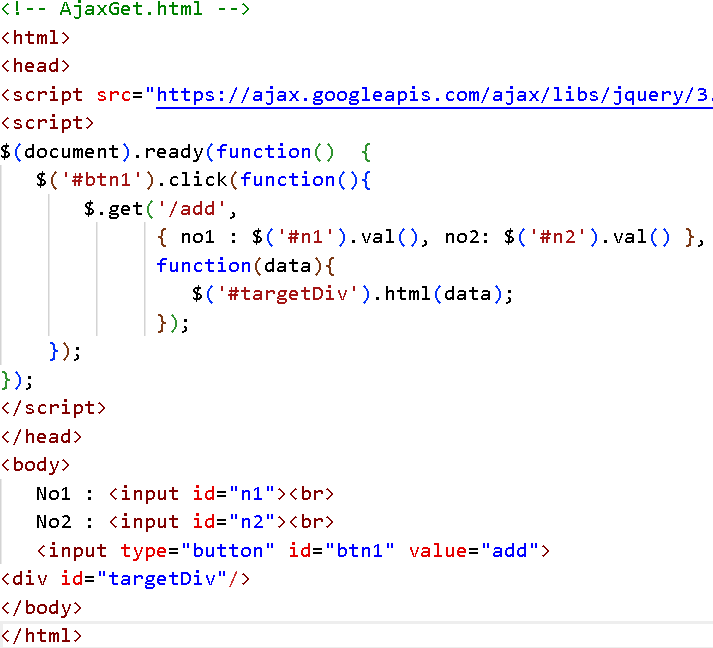 <!-- AjaxGet.html -->
<html>
<head>
<script src="https://ajax.googleapis.com/ajax/libs/jquery/3.
<script>
$(document).ready(function()  {
   $('#btn1').click(function(){
       $.get('/add',
             { no1 : $('#n1').val(), no2: $('#n2').val() },
             function(data){
                $('#targetDiv').html(data);
             });
    });
});
</script>
</head>
<body>
   No1 : <input id="n1"><br>
   No2 : <input id="n2"><br>
   <input type="button" id="btn1" value="add">
<div id="targetDiv"/>
</body>
</html>